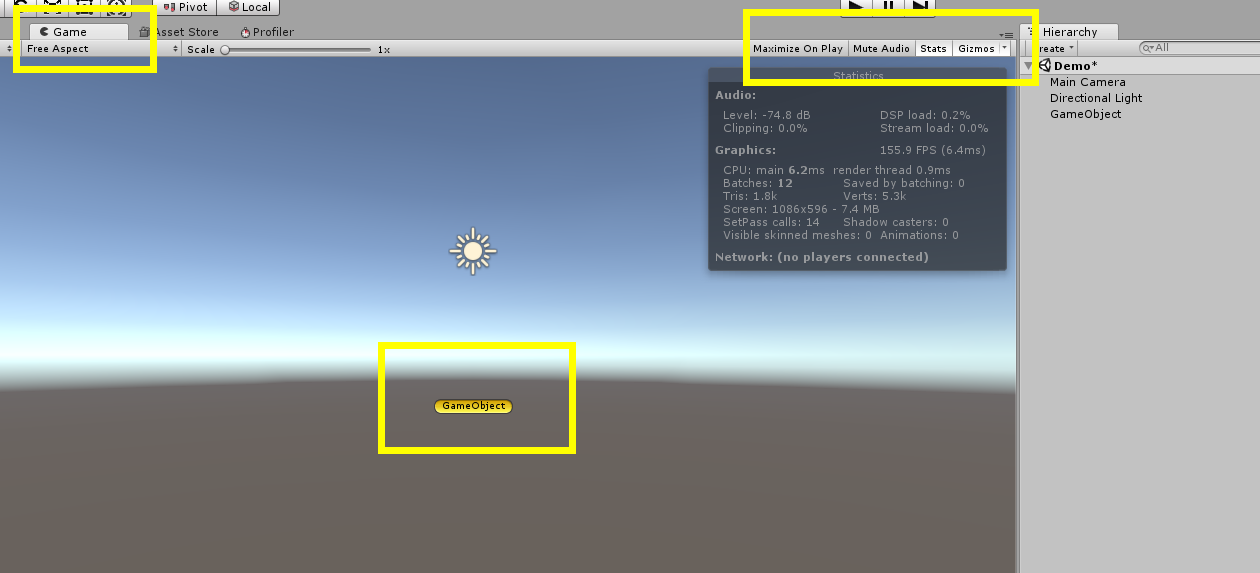 Pivot Local
Game Asset Store Profiler
Free Aspect Scale 1x Maximize On Play Mute Audio Stats Gizmos
Hierarchy
reate All
Demo*
Main Camera
Directional Light
GameObject
Statistics
Audio:
Level: -74.8 dB DSP load: 0.2%
Clipping: 0.0% Stream load: 0.0%
Graphics: 155.9 FPS (6.4ms)
CPU: main 6.2ms render thread 0.9ms
Batches: 12 Saved by batching: 0
Tris: 1.8k Verts: 5.3k
Screen: 1086x596 - 7.4 MB
SetPass calls: 14 Shadow casters: 0
Visible skinned meshes: 0 Animations: 0
Network: (no players connected)
GameObject